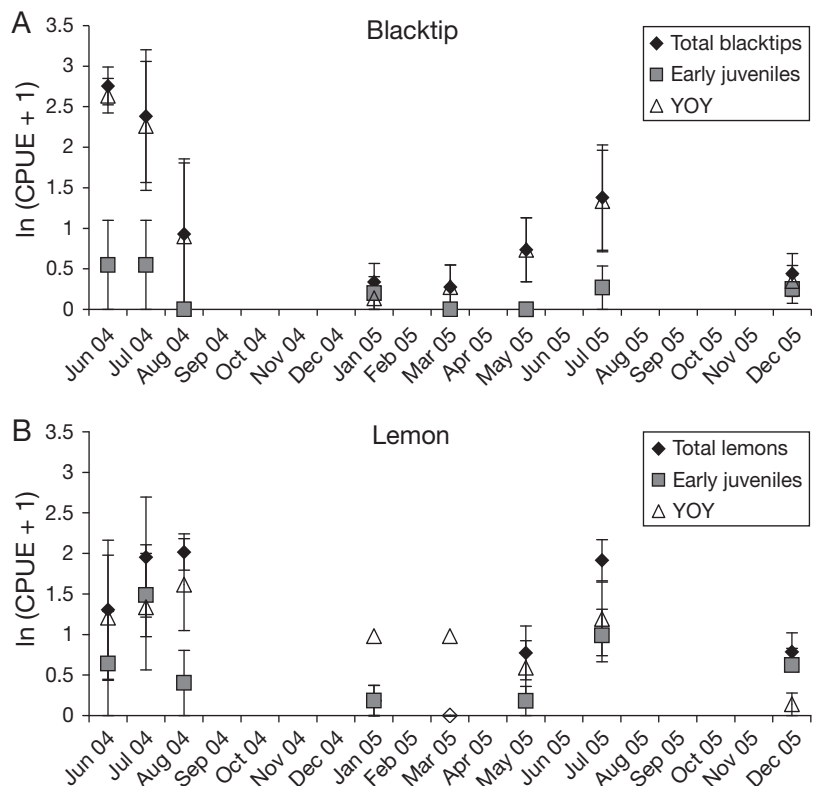 A
Blacktip
Total blacktips
Early juveniles
YOY
ln (CPUE + 1)
3.5
3
2.5
2
1.5
1
0.5
0
Jun 04
Jul 04
Aug 04
Sep 04
Oct 04
Nov 04
Dec 04
Jan 05
Feb 05
Mar 05
Apr 05
May 05
Jun 05
Jul 05
Aug 05
Sep 05
Oct 05
Nov 05
Dec 05
B
Lemon
Total lemons
Early juveniles
YOY
ln (CPUE + 1)
3.5
3
2.5
2
1.5
1
0.5
0
Jun 04
Jul 04
Aug 04
Sep 04
Oct 04
Nov 04
Dec 04
Jan 05
Feb 05
Mar 05
Apr 05
May 05
Jun 05
Jul 05
Aug 05
Sep 05
Oct 05
Nov 05
Dec 05